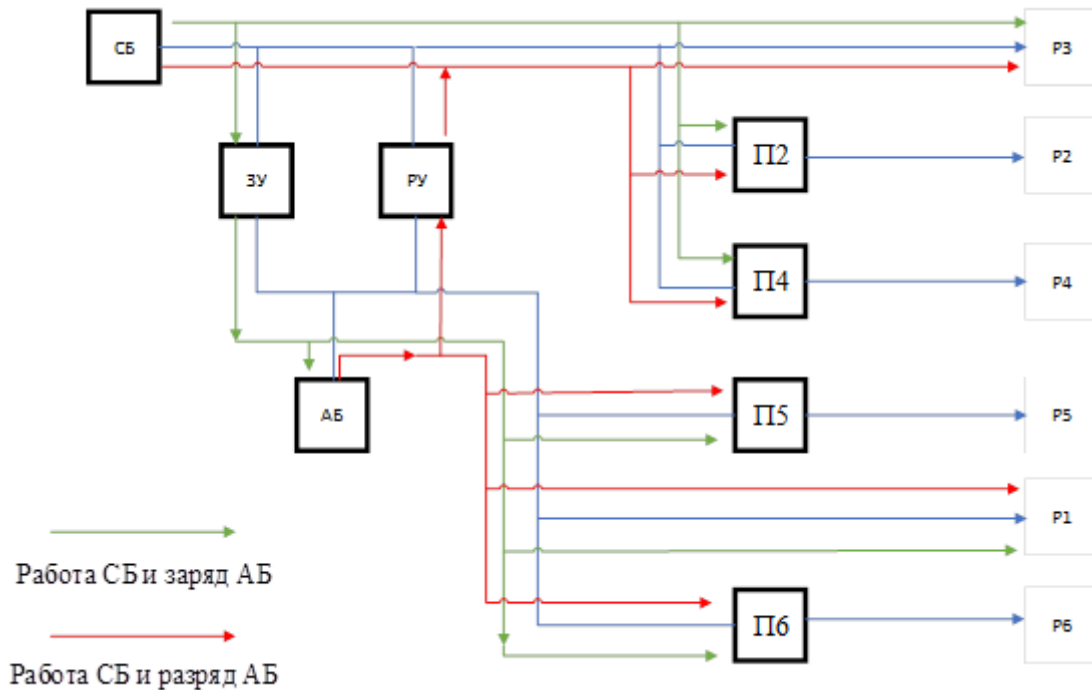 СБ
Р3
ЗУ
РУ
П2
Р2
П4
Р4
АБ
П5
Р5
Р1
Работа СБ и заряд АБ
П6
Р6
Работа СБ и разряд АБ